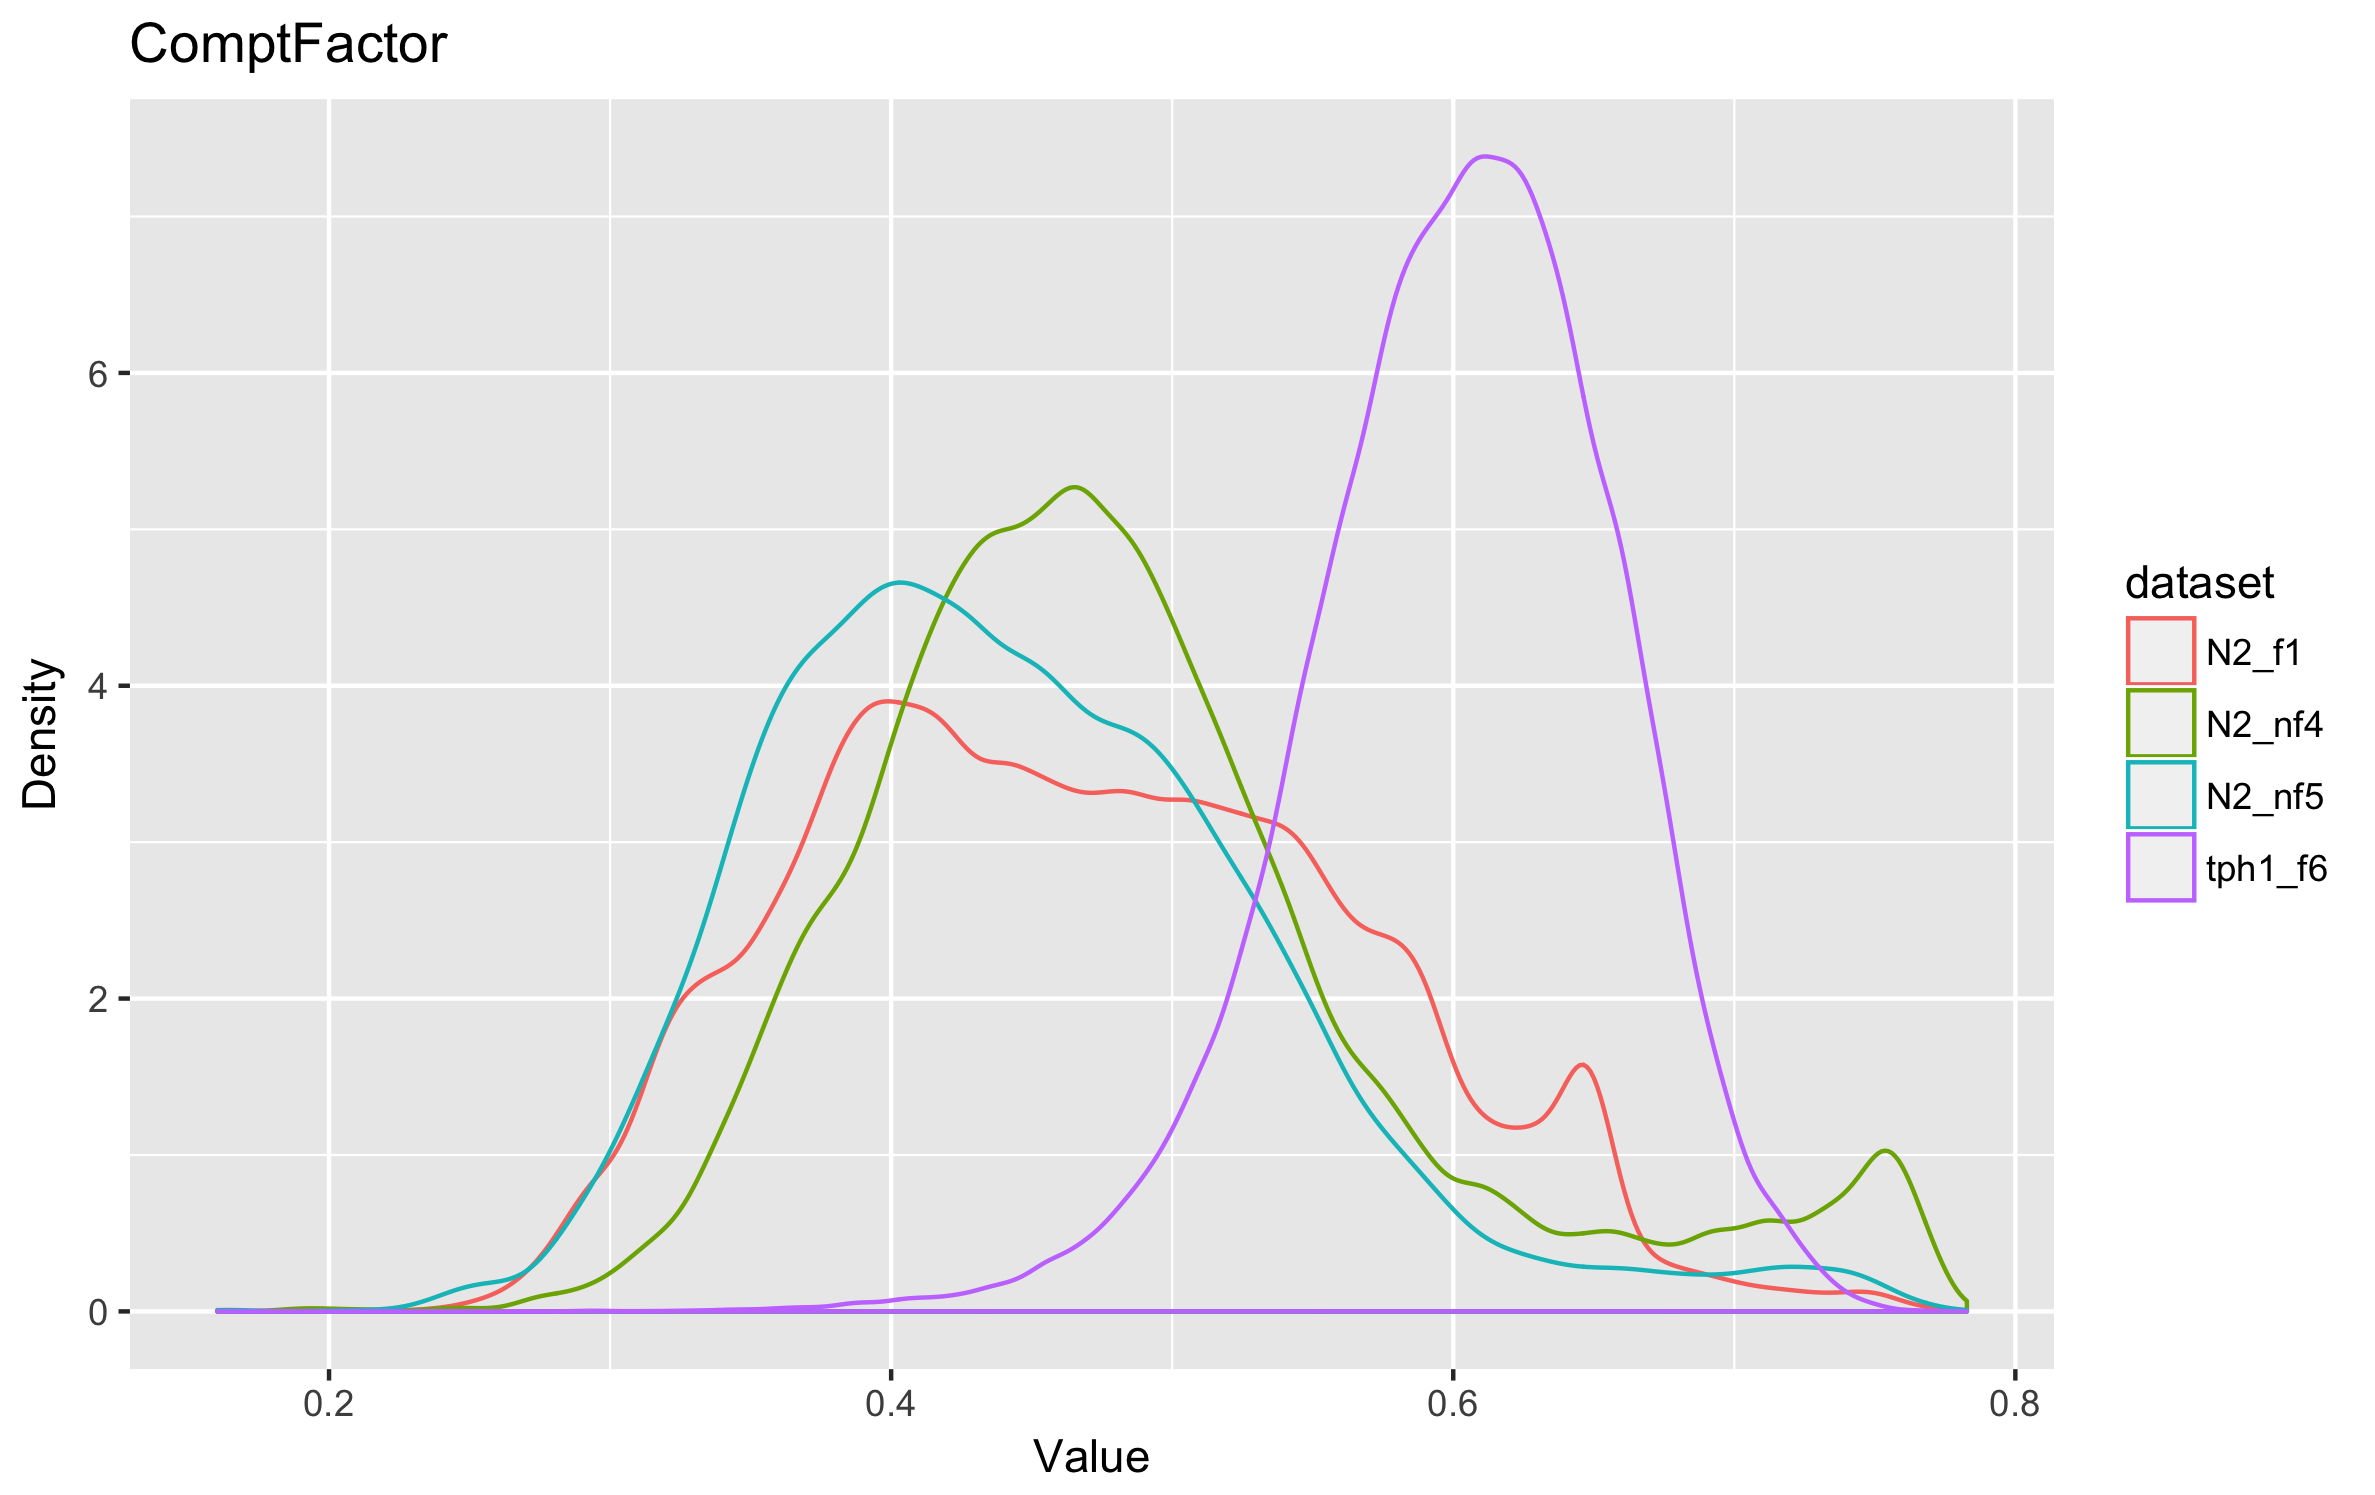 ComptFactor
Density
6
4
2
0
0.2
0.4
0.6
0.8
Value
dataset
N2_f1
N2_nf4
N2_nf5
tph1_f6